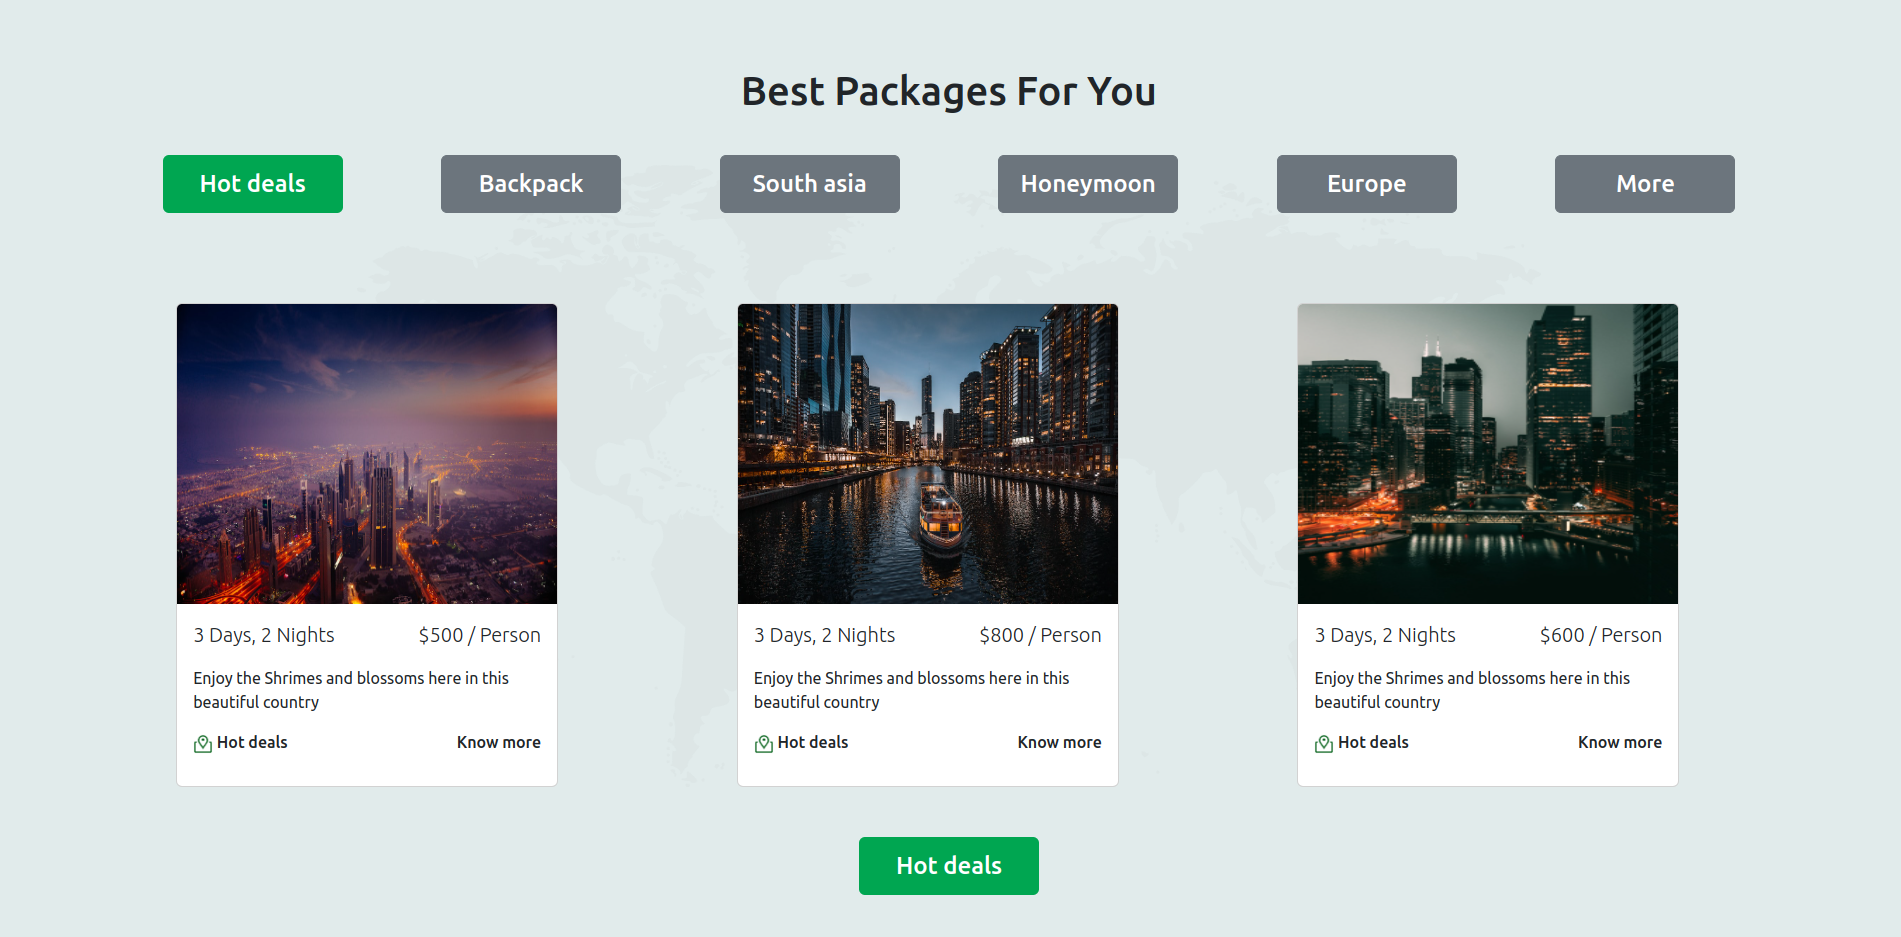 Best Packages For You
Hot deals
Backpack
South asia
Honeymoon
Europe
More
3 Days, 2 Nights
$500 / Person
Enjoy the Shrimes and blossoms here in this
beautiful country
Hot deals
Know more
3 Days, 2 Nights
$800 / Person
Enjoy the Shrimes and blossoms here in this
beautiful country
Hot deals
Know more
3 Days, 2 Nights
$600 / Person
Enjoy the Shrimes and blossoms here in this
beautiful country
Hot deals
Know more
Hot deals